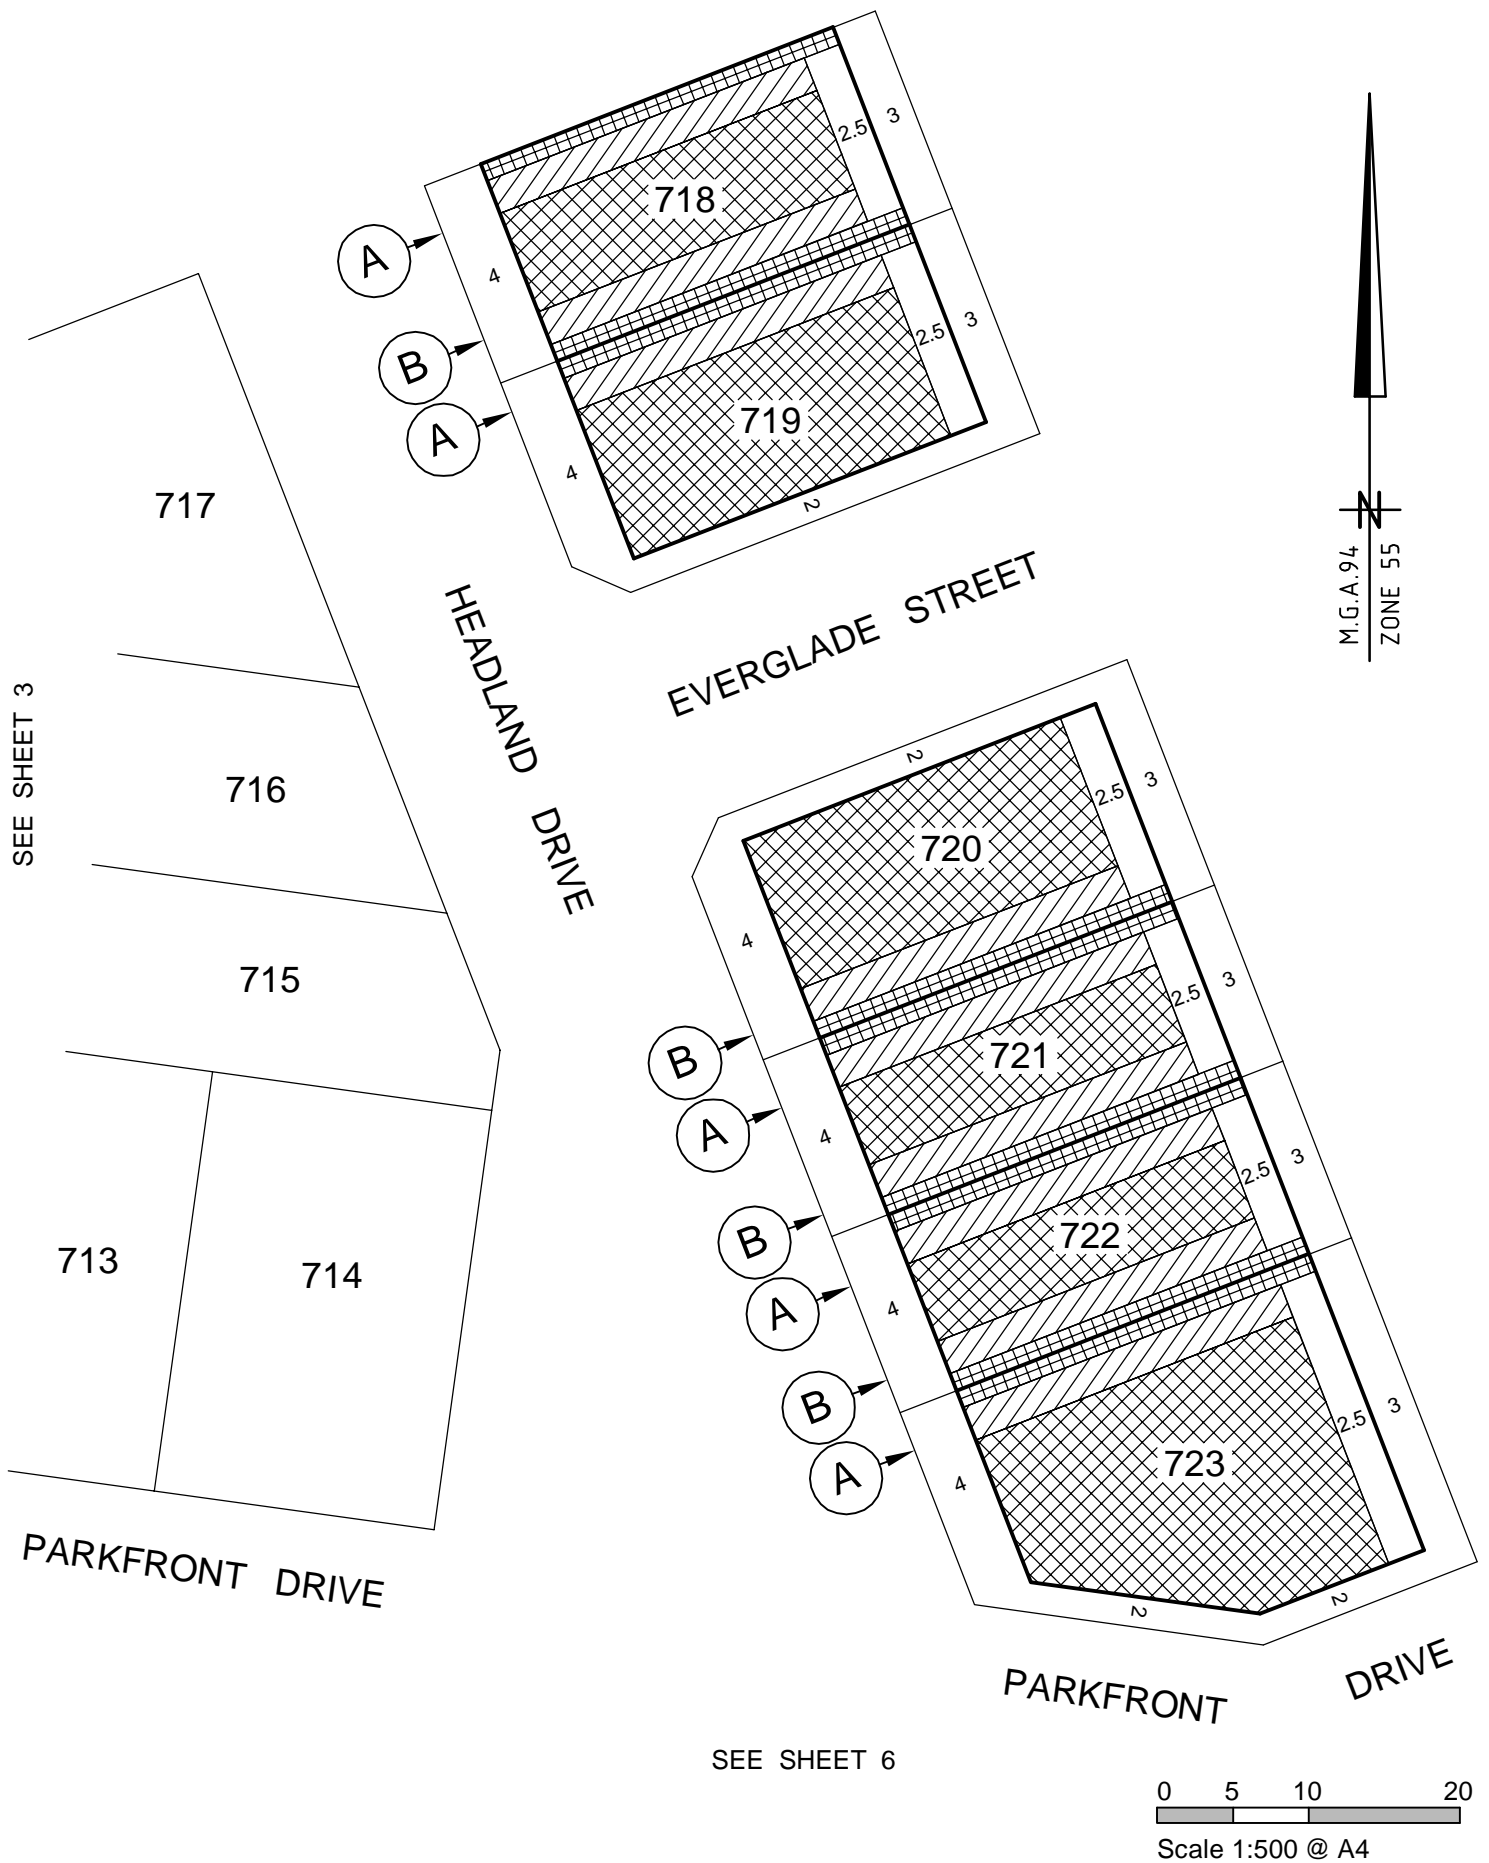 3
2.5
718
A
4
B
3
2.5
A
719
4
2
717
M.G.A.94
ZONE 55
N
HEADLAND DRIVE
EVERGLADE STREET
SEE SHEET 3
716
2
3
2.5
720
4
715
3
2.5
B
721
A
4
3
2.5
B
722
713
714
A
4
B
3
2.5
A
723
4
PARKFRONT DRIVE
2
2
PARKFRONT DRIVE
SEE SHEET 6
0 5 10 20
Scale 1:500 @ A4